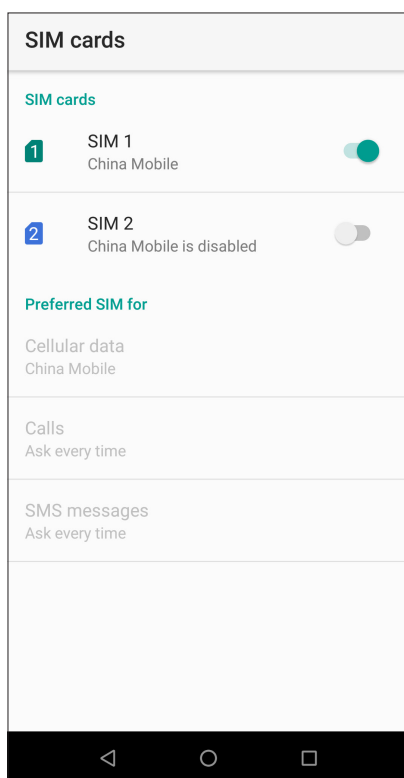 SIM cards
SIM cards
1
SIM 1
China Mobile
2
SIM 2
China Mobile is disabled
Preferred SIM for
Cellular data
China Mobile
Calls
Ask every time
SMS messages
Ask every time